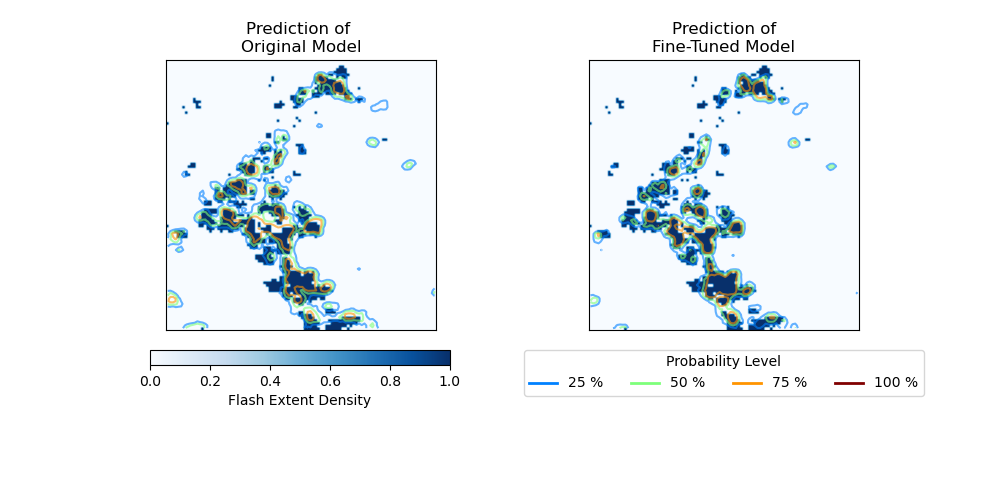 Prediction of
Original Model
Prediction of
Fine-Tuned Model
0.0 0.2 0.4 0.6 0.8 1.0
Flash Extent Density
Probability Level
25 % 50 % 75 % 100 %